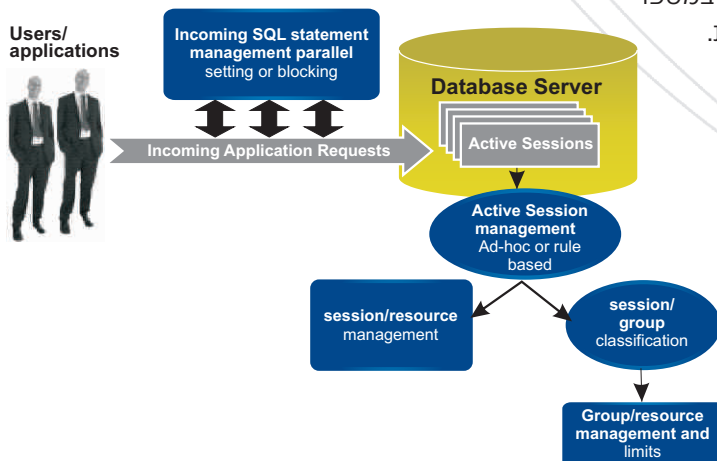 במספר
ת.
Users/
applications
Incoming SQL statement
management parallel
setting or blocking
Database Server
Incoming Application Requests
Active Sessions
Active Session
management
Ad-hoc or rule
based
session/resource
management
session/
group
classification
Group/resource
management and
limits